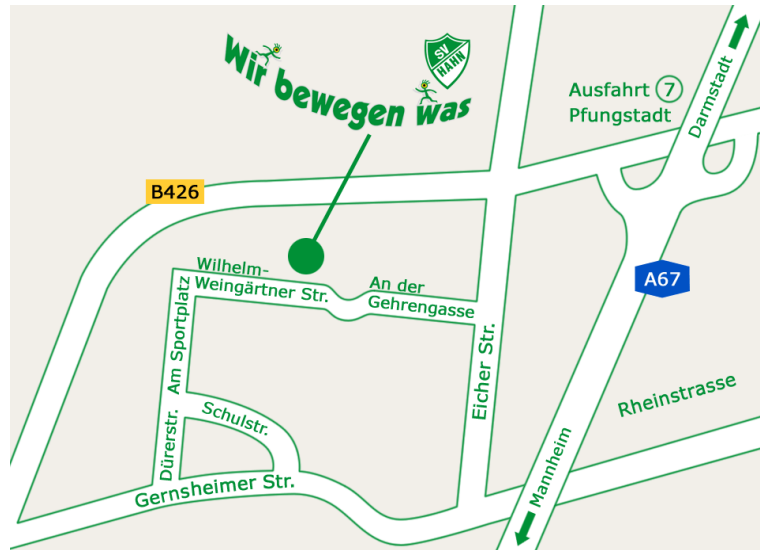 Wir bewegen was
SV
HAHN
Ausfahrt 7
Pfungstadt
Darmstadt
B426
A67
Wilhelm-
Weingärtner Str.
An der
Gehrengasse
Am Sportplatz
Dürerstr.
Schulstr.
Eicher Str.
Rheinstrasse
Mannheim
Gernsheimer Str.